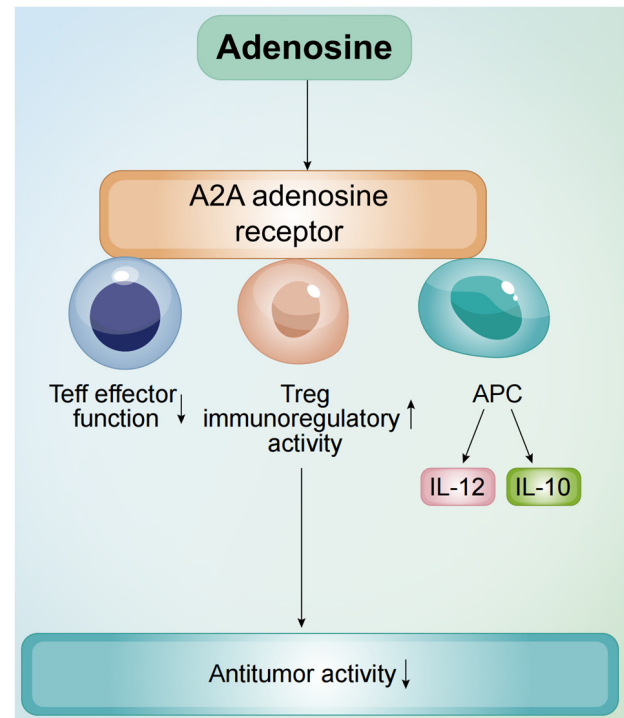 Adenosine
A2A adenosine
receptor
Teff effector
function ↓
Treg
immunoregulatory ↑
activity
APC
IL-12
IL-10
Antitumor activity ↓